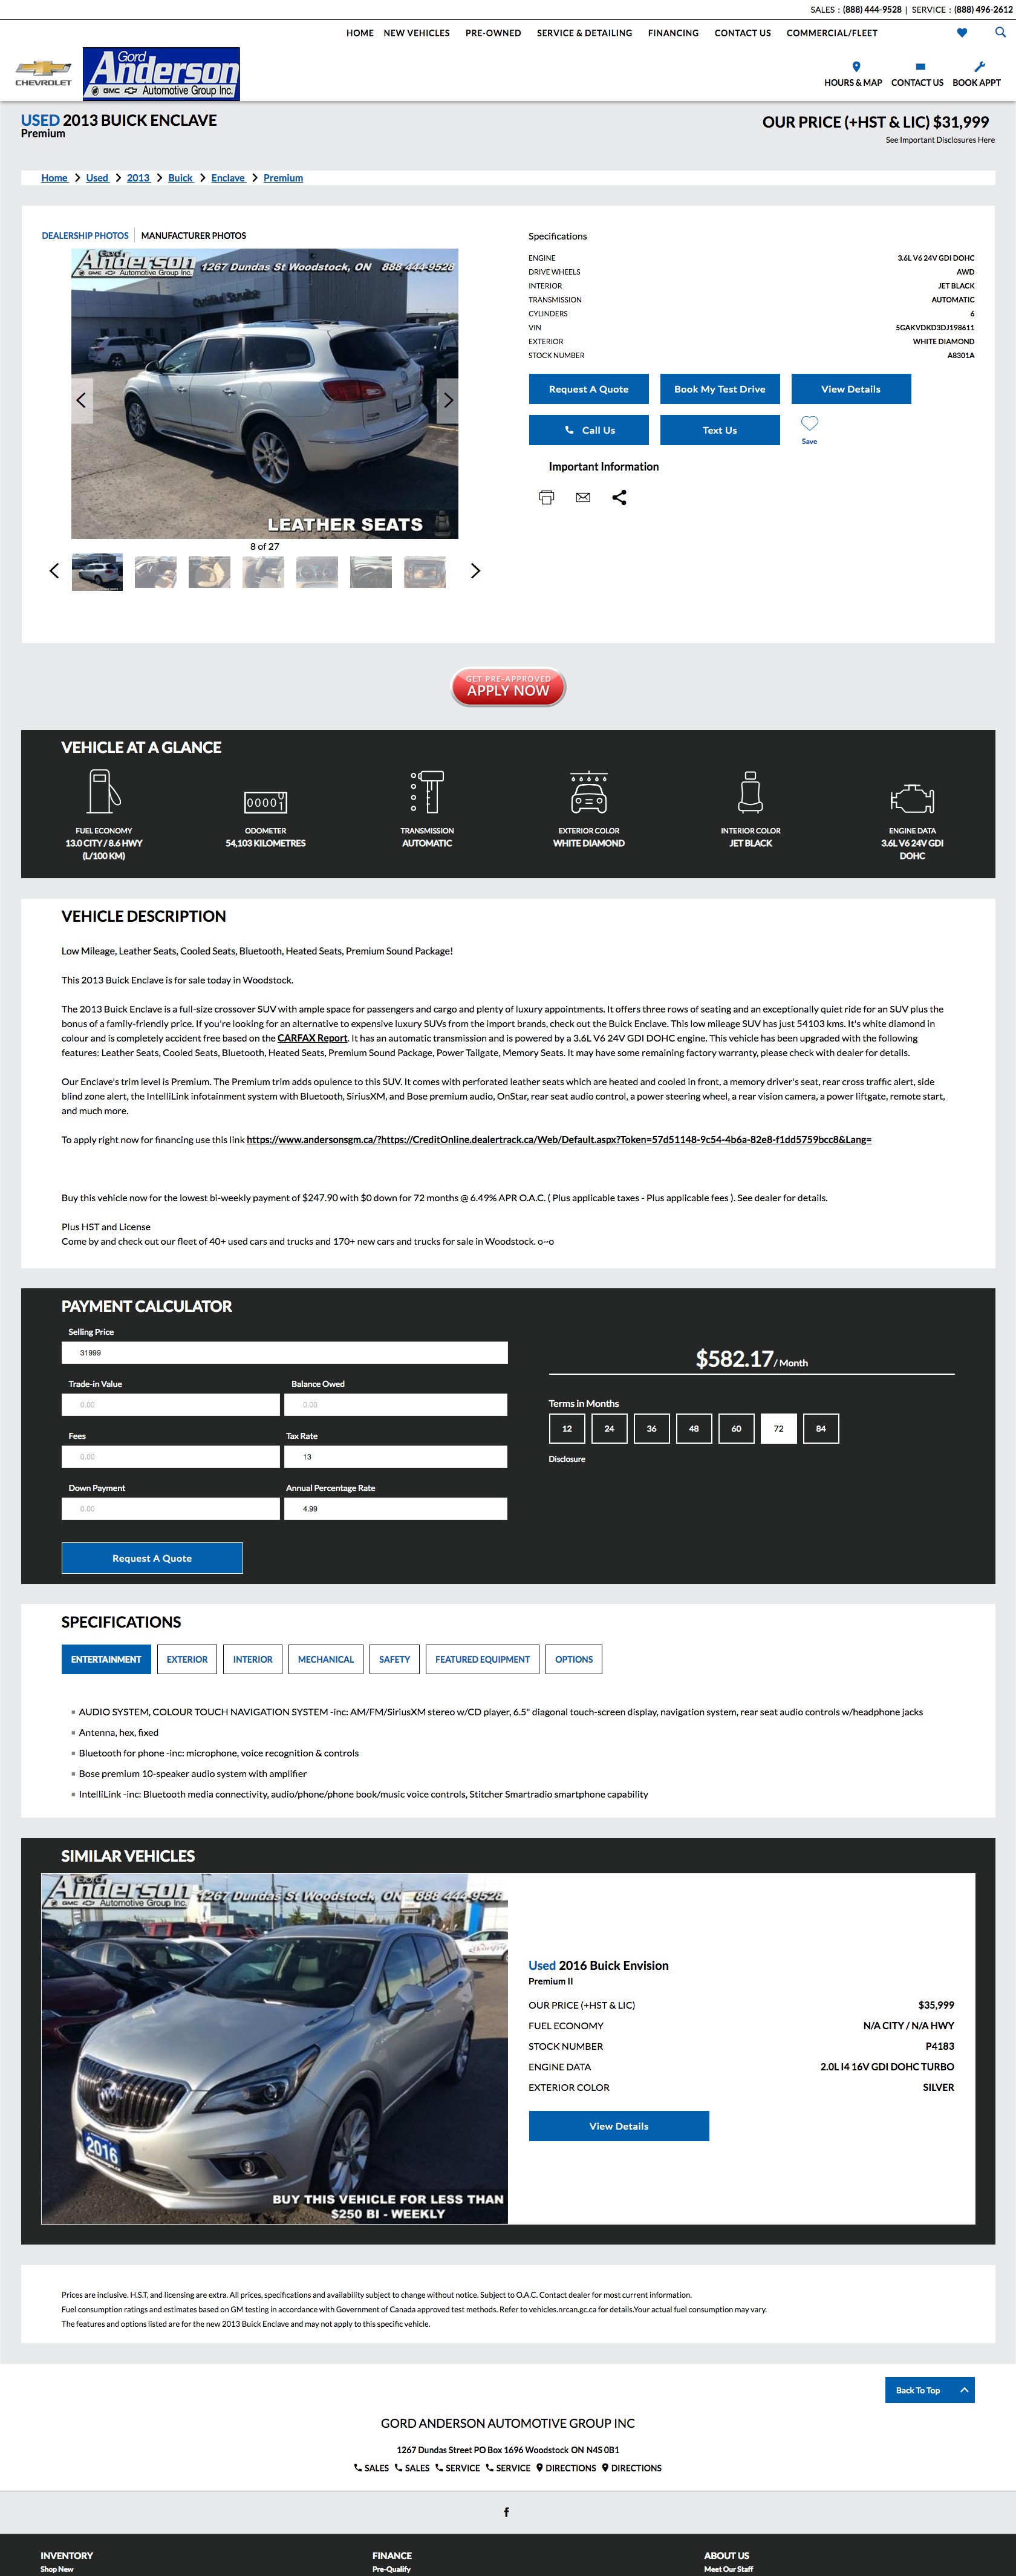 SALES : (888) 444-9528 | SERVICE : (888) 496-2612
HOME NEW VEHICLES PRE-OWNED SERVICE & DETAILING FINANCING CONTACT US COMMERCIAL/FLEET
CHEVROLET
Gord
Anderson
GMC Automotive Group Inc.
HOURS & MAP CONTACT US BOOK APPT
USED 2013 BUICK ENCLAVE
Premium
OUR PRICE (+HST & LIC) $31,999
See Important Disclosures Here
Home Used 2013 Buick Enclave Premium
DEALERSHIP PHOTOS MANUFACTURER PHOTOS
Gord
Anderson
GMC Automotive Group Inc.
1267 Dundas St Woodstock, ON 888 444-9528
Certified Service
LEATHER SEATS
8 of 27
Specifications
ENGINE 3.6L V6 24V GDI DOHC
DRIVE WHEELS AWD
INTERIOR JET BLACK
TRANSMISSION AUTOMATIC
CYLINDERS 6
VIN 5GAKVDKD3DJ198611
EXTERIOR WHITE DIAMOND
STOCK NUMBER A8301A
Request A Quote Book My Test Drive View Details
Call Us Text Us Save
Important Information
GET PRE-APPROVED
APPLY NOW
VEHICLE AT A GLANCE
00001
FUEL ECONOMY
13.0 CITY / 8.6 HWY
(L/100 KM)
ODOMETER
54,103 KILOMETRES
TRANSMISSION
AUTOMATIC
EXTERIOR COLOR
WHITE DIAMOND
INTERIOR COLOR
JET BLACK
ENGINE DATA
3.6L V6 24V GDI
DOHC
VEHICLE DESCRIPTION
Low Mileage, Leather Seats, Cooled Seats, Bluetooth, Heated Seats, Premium Sound Package!
This 2013 Buick Enclave is for sale today in Woodstock.
The 2013 Buick Enclave is a full-size crossover SUV with ample space for passengers and cargo and plenty of luxury appointments. It offers three rows of seating and an exceptionally quiet ride for an SUV plus the
bonus of a family-friendly price. If you're looking for an alternative to expensive luxury SUVs from the import brands, check out the Buick Enclave. This low mileage SUV has just 54103 kms. It's white diamond in
colour and is completely accident free based on the CARFAX Report. It has an automatic transmission and is powered by a 3.6L V6 24V GDI DOHC engine. This vehicle has been upgraded with the following
features: Leather Seats, Cooled Seats, Bluetooth, Heated Seats, Premium Sound Package, Power Tailgate, Memory Seats. It may have some remaining factory warranty, please check with dealer for details.
Our Enclave's trim level is Premium. The Premium trim adds opulence to this SUV. It comes with perforated leather seats which are heated and cooled in front, a memory driver's seat, rear cross traffic alert, side
blind zone alert, the IntelliLink infotainment system with Bluetooth, SiriusXM, and Bose premium audio, OnStar, rear seat audio control, a power steering wheel, a rear vision camera, a power liftgate, remote start,
and much more.
To apply right now for financing use this link https://www.andersonsgm.ca/?https://CreditOnline.dealertrack.ca/Web/Default.aspx?Token=57d51148-9c54-4b6a-82e8-f1dd5759bcc8&Lang=
Buy this vehicle now for the lowest bi-weekly payment of $247.90 with $0 down for 72 months @ 6.49% APR O.A.C. ( Plus applicable taxes - Plus applicable fees ). See dealer for details.
Plus HST and License
Come by and check out our fleet of 40+ used cars and trucks and 170+ new cars and trucks for sale in Woodstock. o~o
PAYMENT CALCULATOR
Selling Price
31999
Trade-in Value Balance Owed
0.00 0.00
Fees Tax Rate
0.00 13
Down Payment Annual Percentage Rate
0.00 4.99
Request A Quote
$582.17 / Month
Terms in Months
12 24 36 48 60 72 84
Disclosure
SPECIFICATIONS
ENTERTAINMENT EXTERIOR INTERIOR MECHANICAL SAFETY FEATURED EQUIPMENT OPTIONS
AUDIO SYSTEM, COLOUR TOUCH NAVIGATION SYSTEM -inc: AM/FM/SiriusXM stereo w/CD player, 6.5" diagonal touch-screen display, navigation system, rear seat audio controls w/headphone jacks
Antenna, hex, fixed
Bluetooth for phone -inc: microphone, voice recognition & controls
Bose premium 10-speaker audio system with amplifier
IntelliLink -inc: Bluetooth media connectivity, audio/phone/phone book/music voice controls, Stitcher Smartradio smartphone capability
SIMILAR VEHICLES
Gord
Anderson
GMC Automotive Group Inc.
1267 Dundas St Woodstock, ON 888 444-9528
2016
BUY THIS VEHICLE FOR LESS THAN
$250 BI - WEEKLY
Used 2016 Buick Envision
Premium II
OUR PRICE (+HST & LIC) $35,999
FUEL ECONOMY N/A CITY / N/A HWY
STOCK NUMBER P4183
ENGINE DATA 2.0L I4 16V GDI DOHC TURBO
EXTERIOR COLOR SILVER
View Details
Prices are inclusive. H.S.T, and licensing are extra. All prices, specifications and availability subject to change without notice. Subject to O.A.C. Contact dealer for most current information.
Fuel consumption ratings and estimates based on GM testing in accordance with Government of Canada approved test methods. Refer to vehicles.nrcan.gc.ca for details.Your actual fuel consumption may vary.
The features and options listed are for the new 2013 Buick Enclave and may not apply to this specific vehicle.
Back To Top
GORD ANDERSON AUTOMOTIVE GROUP INC
1267 Dundas Street PO Box 1696 Woodstock ON N4S 0B1
SALES SALES SERVICE SERVICE DIRECTIONS DIRECTIONS
INVENTORY FINANCE ABOUT US
Shop New Pre-Qualify Meet Our Staff